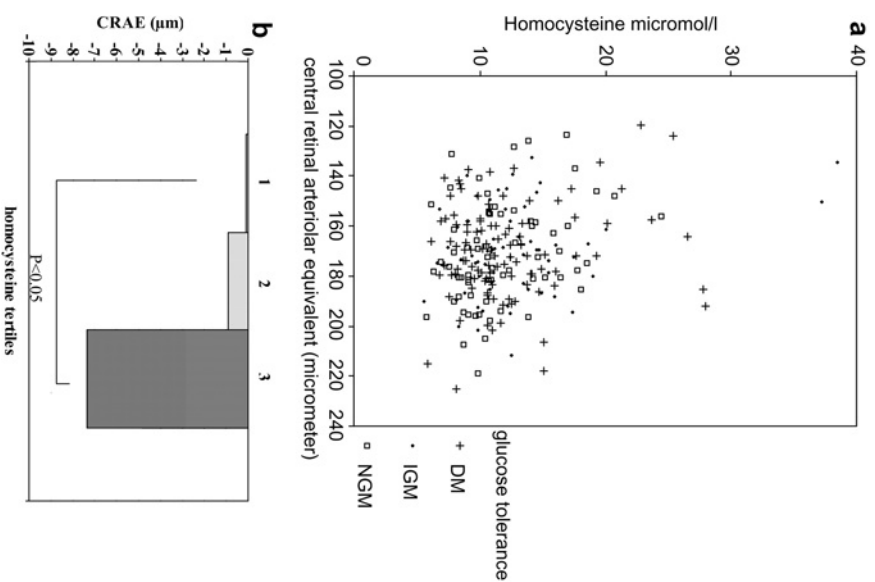 a
Homocysteine micromol/l
40
30
20
10
0
100 120 140 160 180 200 220 240
central retinal arteriolar equivalent (micrometer)
glucose tolerance
+ DM
• IGM
□ NGM
b
1 2 3
CRAE (µm)
0
-1
-2
-3
-4
-5
-6
-7
-8
-9
-10
P<0.05
homocysteine tertiles